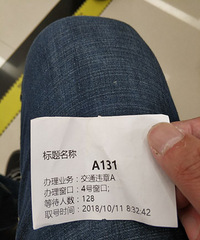 标题名称
A131
办理业务：交通违章A
办理窗口：4号窗口；
等待人数：128
取号时间：2018/10/11 8:32:42